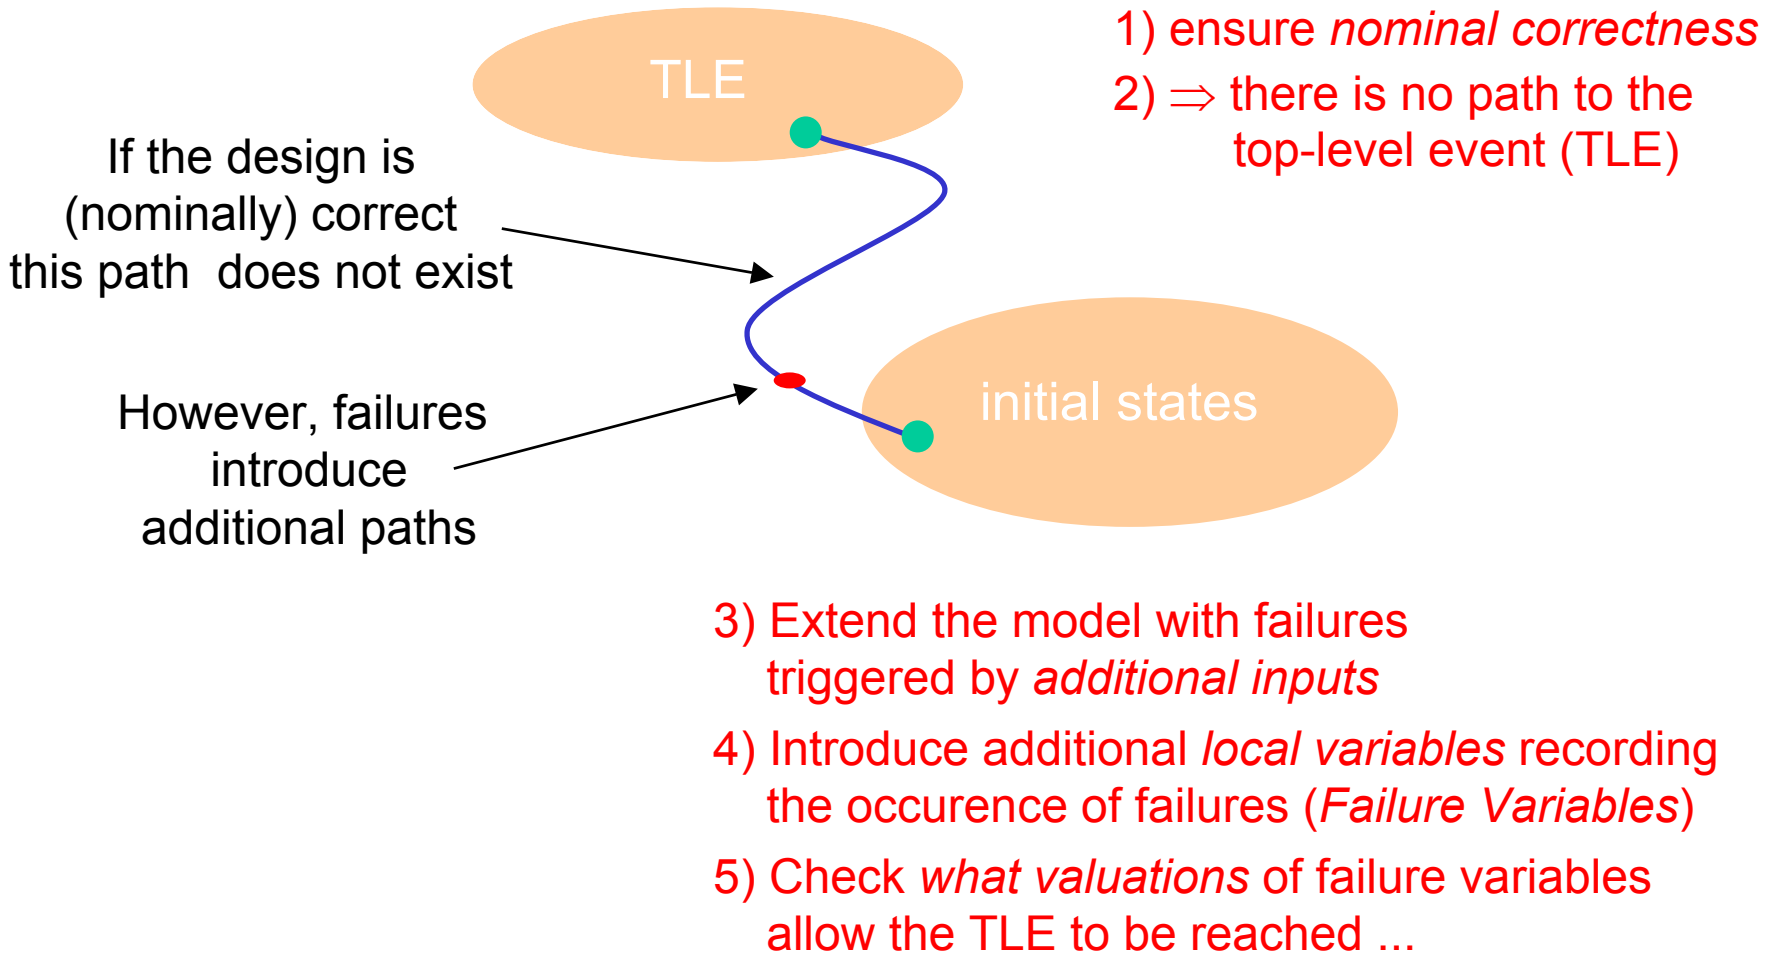 TLE
1) ensure nominal correctness
2) ⇒ there is no path to the
top-level event (TLE)
If the design is
(nominally) correct
this path does not exist
initial states
However, failures
introduce
additional paths
3) Extend the model with failures
triggered by additional inputs
4) Introduce additional local variables recording
the occurence of failures (Failure Variables)
5) Check what valuations of failure variables
allow the TLE to be reached ...